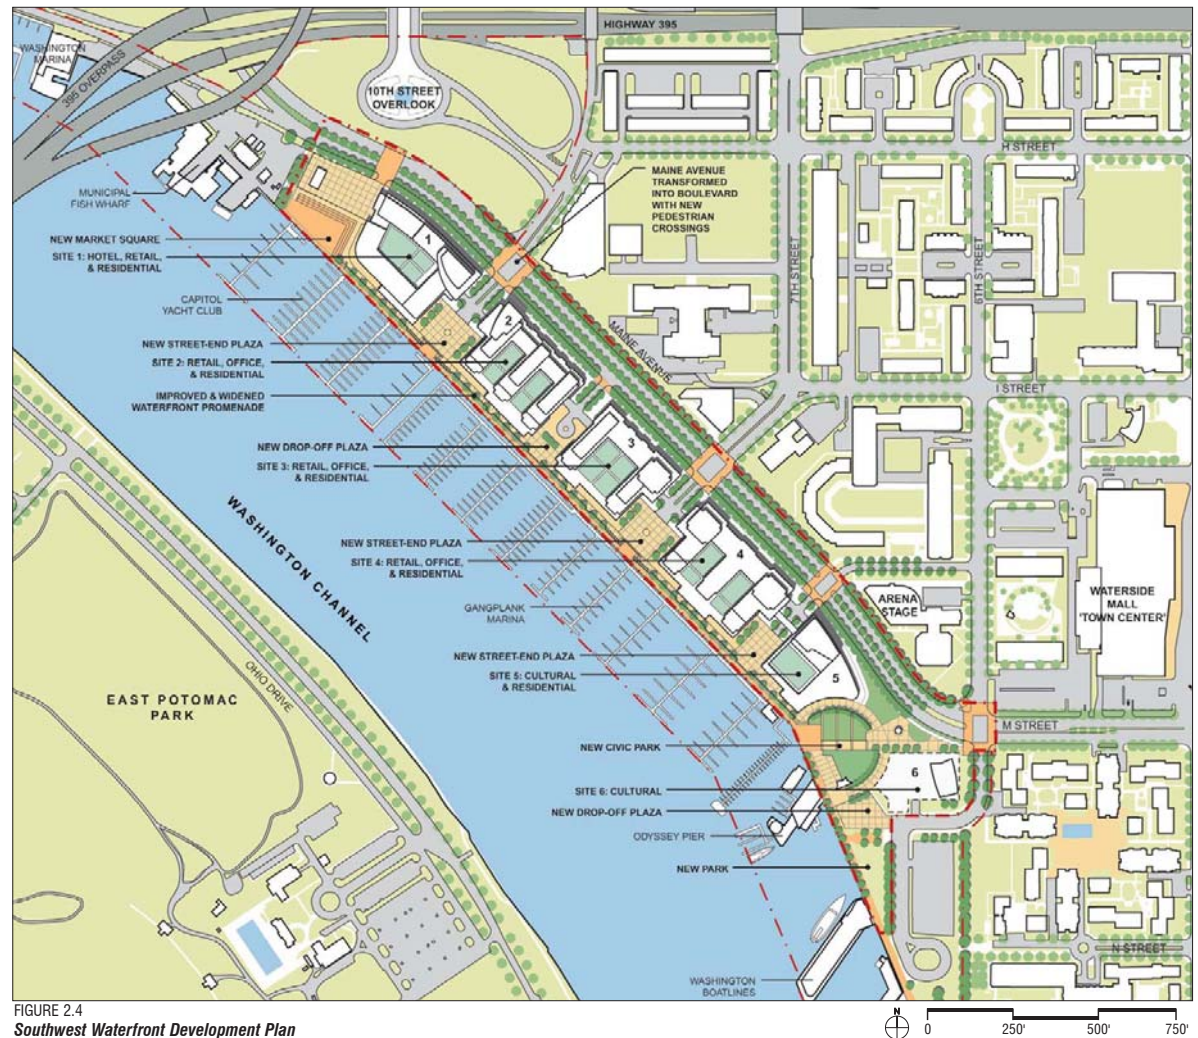 HIGHWAY 395
WASHINGTON
MARINA
395 OVERPASS
10TH STREET
OVERLOOK
H STREET
MUNICIPAL
FISH WHARF
MAINE AVENUE
TRANSFORMED
INTO BOULEVARD
WITH NEW
PEDESTRIAN
CROSSINGS
NEW MARKET SQUARE
SITE 1: HOTEL, RETAIL,
& RESIDENTIAL
1
7TH STREET
6TH STREET
CAPITOL
YACHT CLUB
2
MAINE AVENUE
NEW STREET-END PLAZA
SITE 2: RETAIL, OFFICE,
& RESIDENTIAL
I STREET
IMPROVED & WIDENED
WATERFRONT PROMENADE
NEW DROP-OFF PLAZA
3
SITE 3: RETAIL, OFFICE,
& RESIDENTIAL
WASHINGTON CHANNEL
NEW STREET-END PLAZA
4
SITE 4: RETAIL, OFFICE,
& RESIDENTIAL
ARENA
STAGE
WATERSIDE
MALL
'TOWN CENTER'
GANGPLANK
MARINA
NEW STREET-END PLAZA
SITE 5: CULTURAL
& RESIDENTIAL
5
OHIO DRIVE
EAST POTOMAC
PARK
M STREET
NEW CIVIC PARK
6
SITE 6: CULTURAL
NEW DROP-OFF PLAZA
ODYSSEY PIER
NEW PARK
N STREET
WASHINGTON
BOATLINES
FIGURE 2.4
Southwest Waterfront Development Plan
N
0 250' 500' 750'